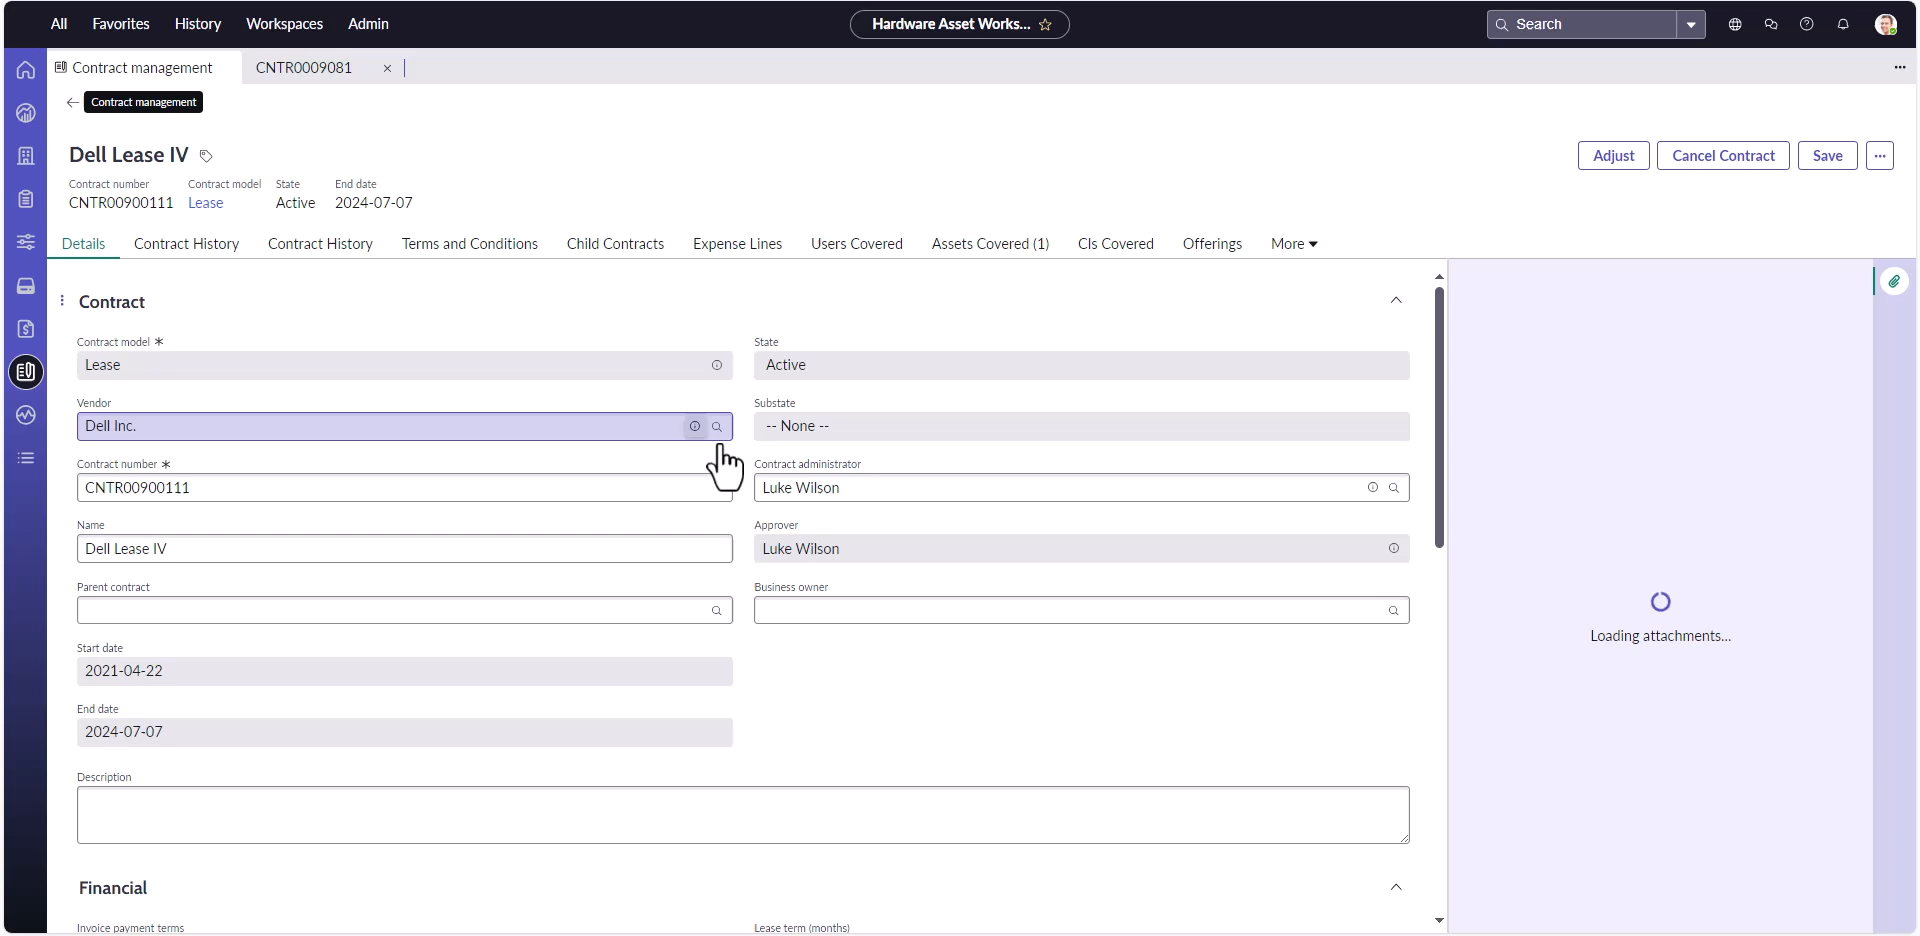 All Favorites History Workspaces Admin Hardware Asset Works... Search
Contract management CNTR0009081
Contract management
Dell Lease IV Adjust Cancel Contract Save
Contract number Contract model State End date
CNTR00900111 Lease Active 2024-07-07
Details Contract History Contract History Terms and Conditions Child Contracts Expense Lines Users Covered Assets Covered (1) CIs Covered Offerings More
Contract
Contract model * State
Lease Active
Vendor Substate
Dell Inc. -- None --
Contract number * Contract administrator
CNTR00900111 Luke Wilson
Name Approver
Dell Lease IV Luke Wilson
Parent contract Business owner
Loading attachments...
Start date
2021-04-22
End date
2024-07-07
Description
Financial
Invoice payment terms Lease term (months)